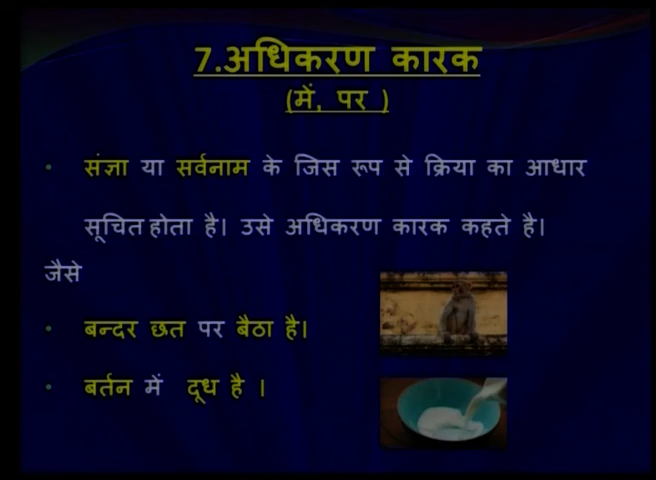 7.अधिकरण कारक
(में, पर )
• संज्ञा या सर्वनाम के जिस रूप से क्रिया का आधार
सूचित होता है। उसे अधिकरण कारक कहते है।
जैसे
• बन्दर छत पर बैठा है।
• बर्तन में दूध है ।